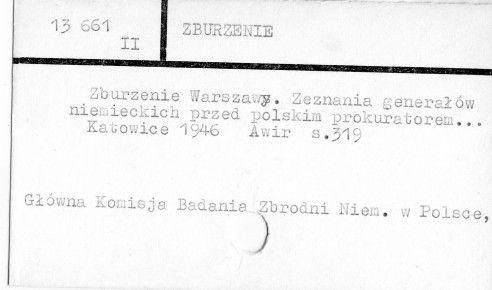 13 661
II
ZBURZENIE
Zburzenie Warszawy. Zeznania generałów
niemieckich przed polskim prokuratorem...
Katowice 1946 Awir s.319
Główna Komisja Badania Zbrodni Niem. w Polsce,